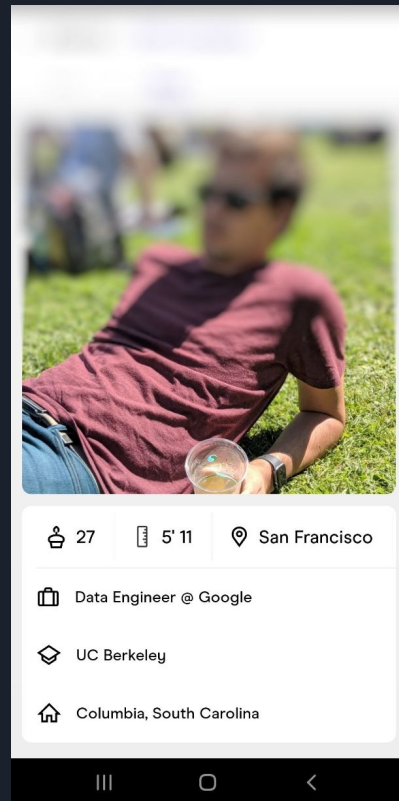 27
5' 11
San Francisco
Data Engineer @ Google
UC Berkeley
Columbia, South Carolina